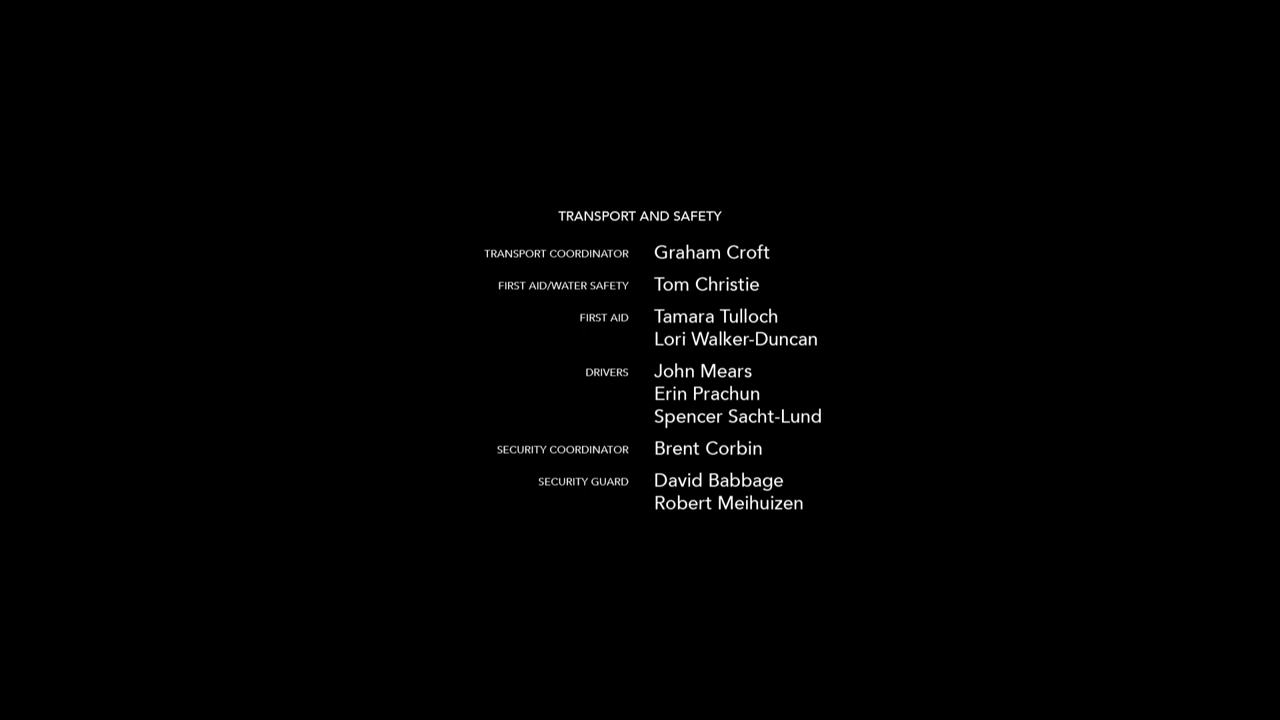 TRANSPORT AND SAFETY
TRANSPORT COORDINATOR Graham Croft
FIRST AID/WATER SAFETY Tom Christie
FIRST AID Tamara Tulloch
Lori Walker-Duncan
DRIVERS John Mears
Erin Prachun
Spencer Sacht-Lund
SECURITY COORDINATOR Brent Corbin
SECURITY GUARD David Babbage
Robert Meihuizen